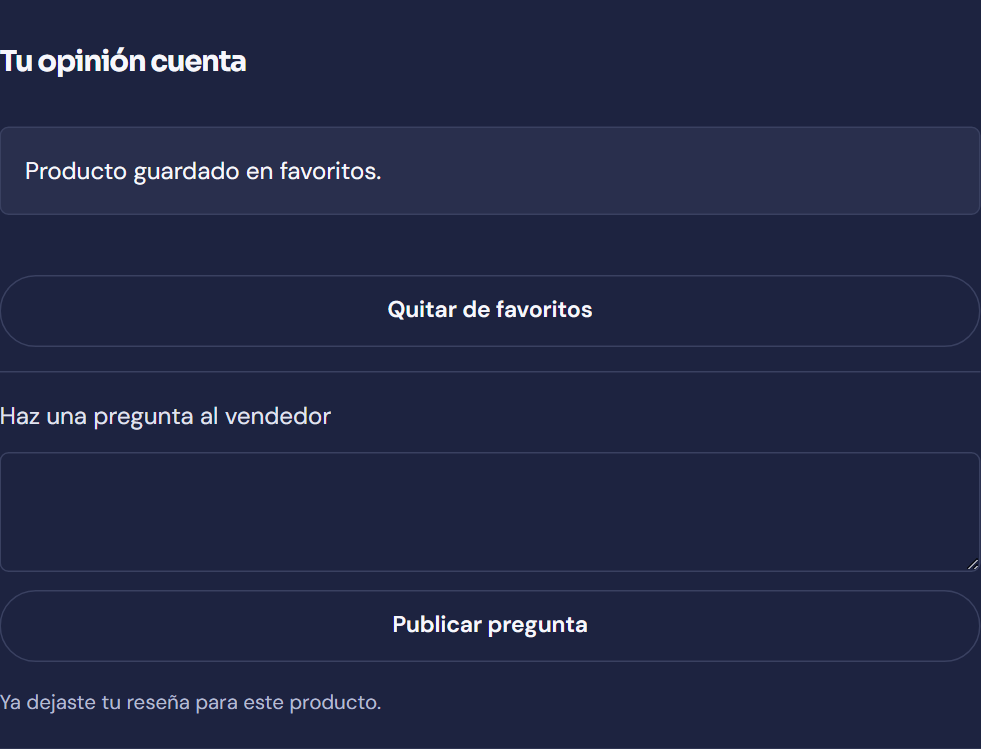 Tu opinión cuenta
Producto guardado en favoritos.
Quitar de favoritos
Haz una pregunta al vendedor
Publicar pregunta
Ya dejaste tu reseña para este producto.